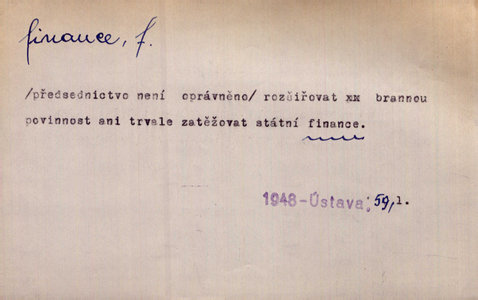 finance, f.
/předsednictvo není oprávněno/ rozšiřovat xx brannou
povinnost ani trvale zatěžovat státní finance.
1948-Ústava; 59,1.